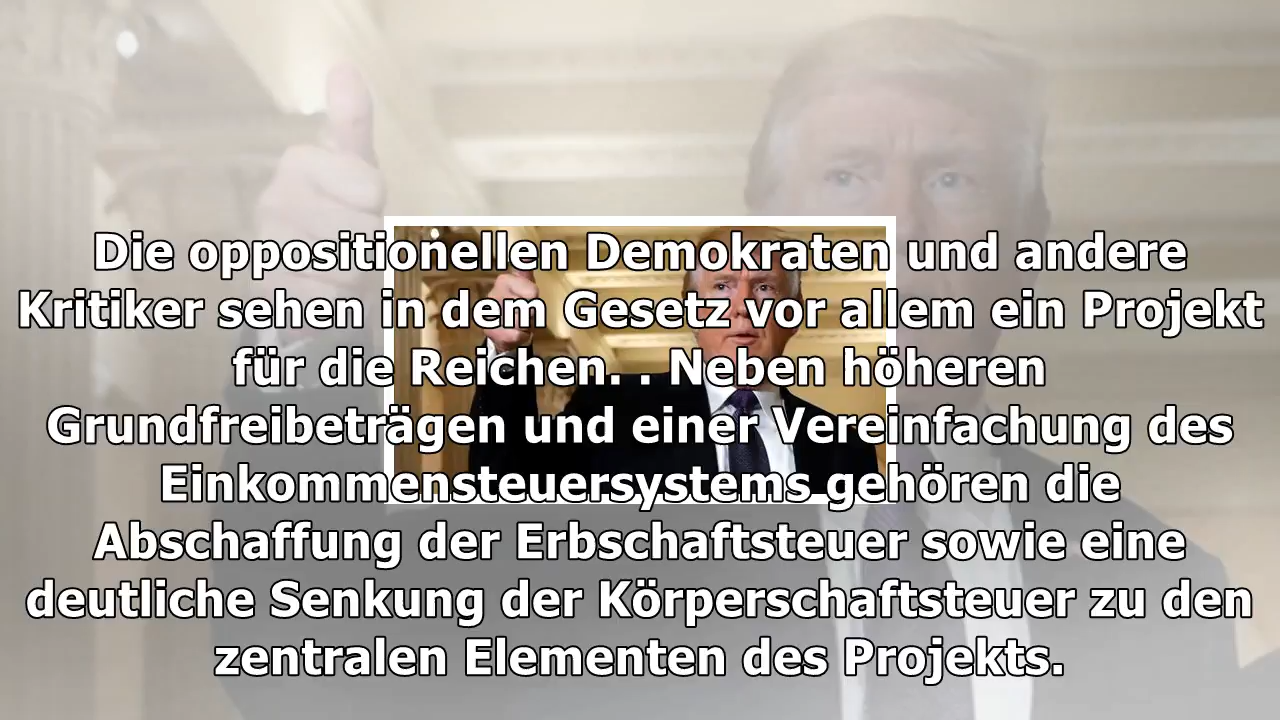 Die oppositionellen Demokraten und andere
Kritiker sehen in dem Gesetz vor allem ein Projekt
für die Reichen. . Neben höheren
Grundfreibeträgen und einer Vereinfachung des
Einkommensteuersystems gehören die
Abschaffung der Erbschaftsteuer sowie eine
deutliche Senkung der Körperschaftsteuer zu den
zentralen Elementen des Projekts.